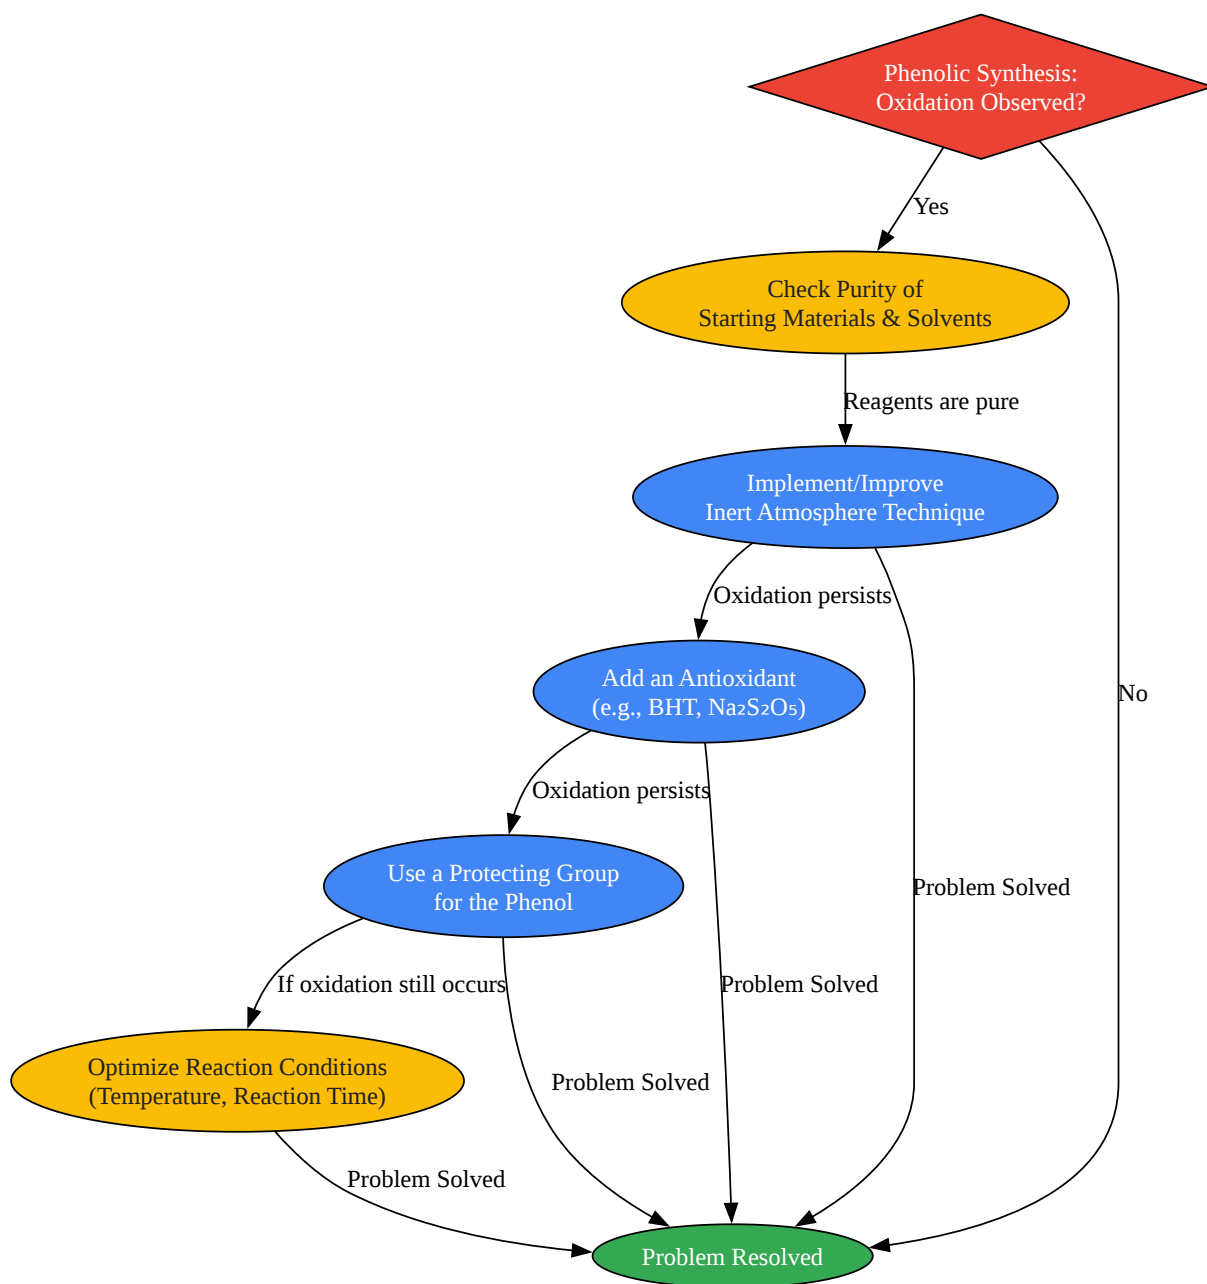 Phenolic Synthesis:
Oxidation Observed?
Yes
Check Purity of
Starting Materials & Solvents
Reagents are pure
Implement/Improve
Inert Atmosphere Technique
Oxidation persists
Add an Antioxidant
(e.g., BHT, Na₂S₂O₅)
No
Oxidation persists
Use a Protecting Group
for the Phenol
Problem Solved
If oxidation still occurs
Problem Solved
Optimize Reaction Conditions
(Temperature, Reaction Time)
Problem Solved
Problem Solved
Problem Resolved